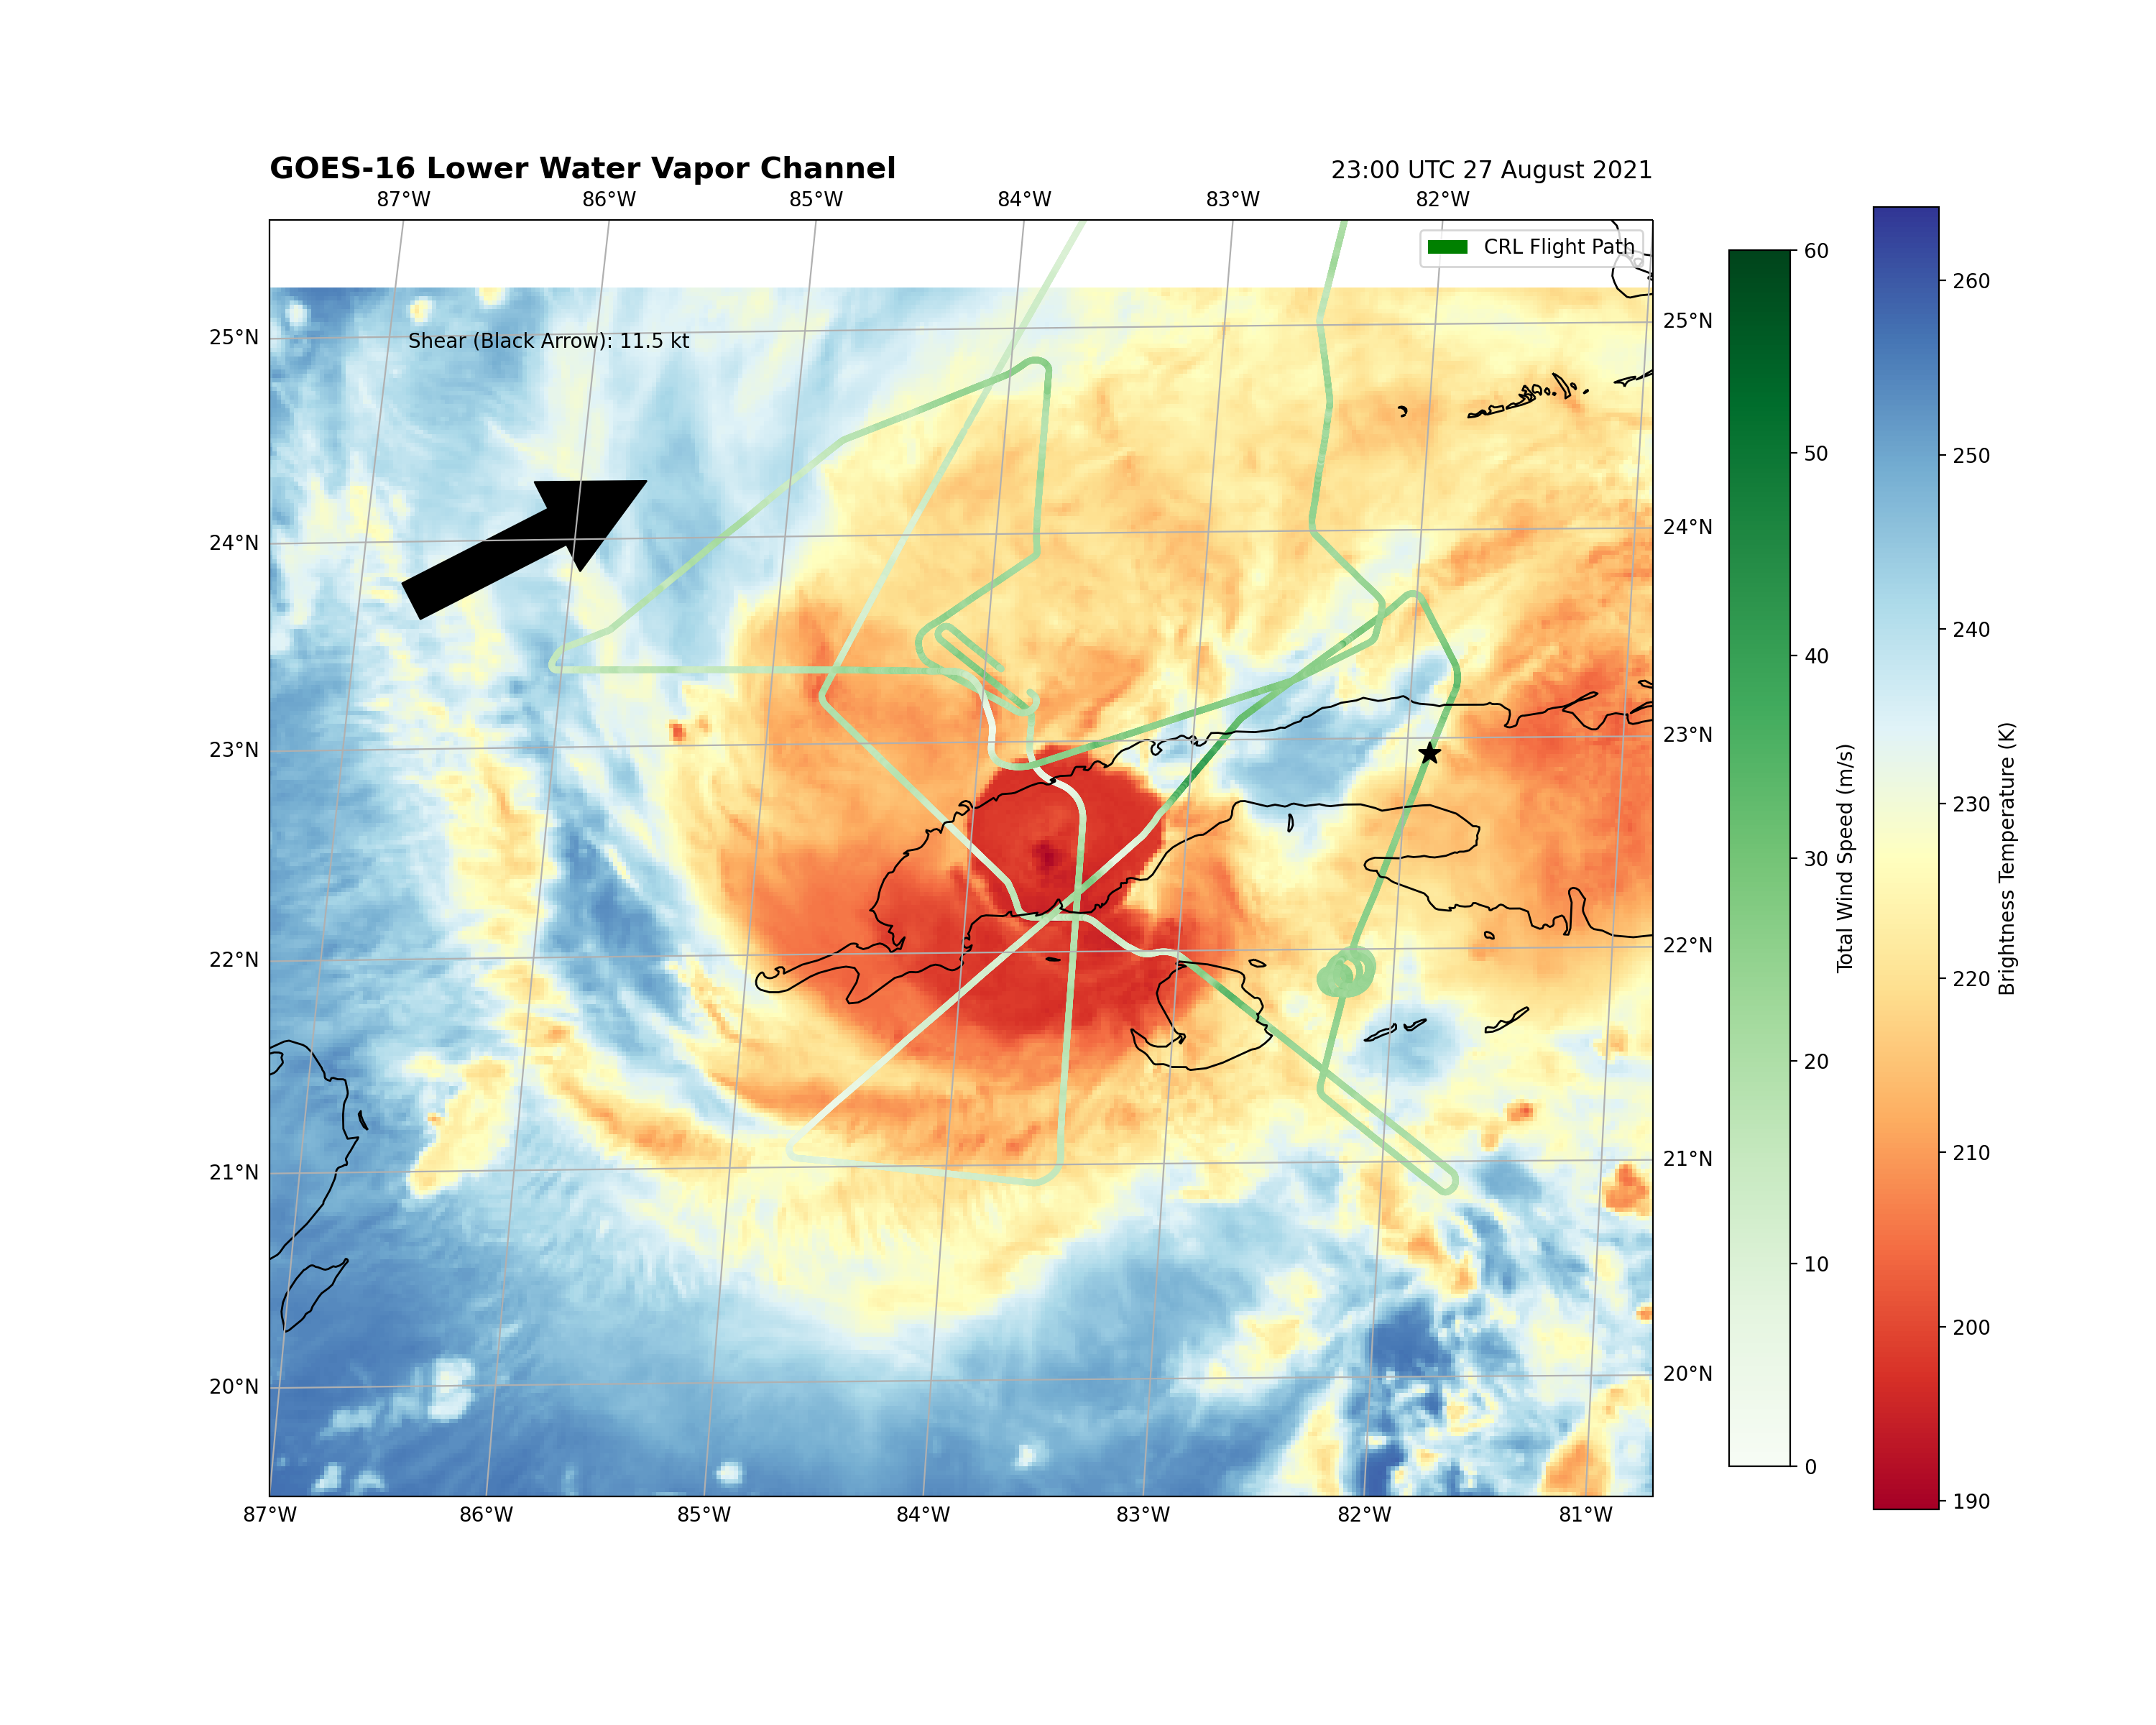 GOES-16 Lower Water Vapor Channel
23:00 UTC 27 August 2021
87°W 86°W 85°W 84°W 83°W 82°W
CRL Flight Path
Shear (Black Arrow): 11.5 kt
25°N
24°N
23°N
22°N
21°N
20°N
25°N
24°N
23°N
22°N
21°N
20°N
87°W 86°W 85°W 84°W 83°W 82°W 81°W
60
50
40
30
20
10
0
Total Wind Speed (m/s)
260
250
240
230
220
210
200
190
Brightness Temperature (K)